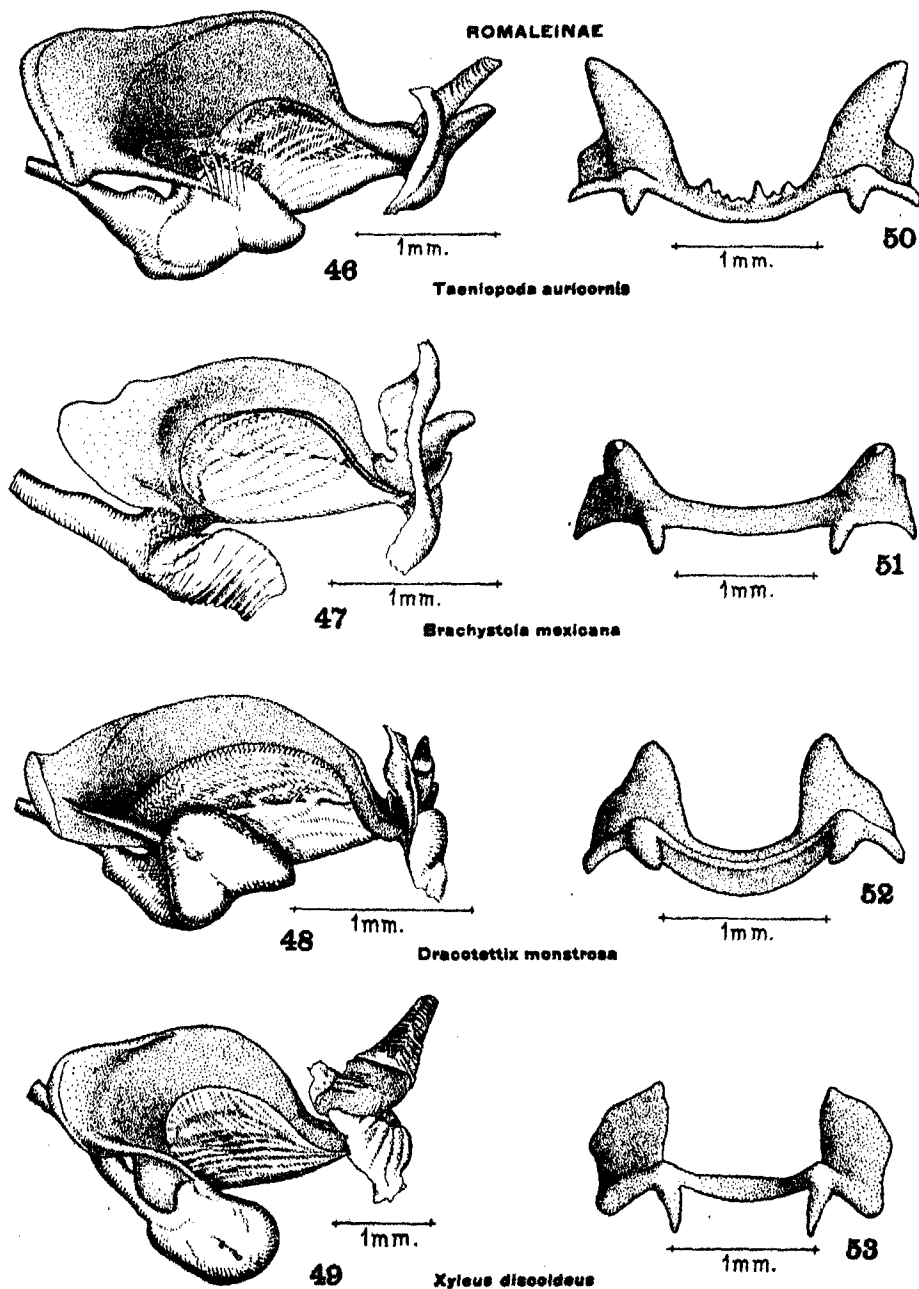 ROMALEINAE
1mm.
46
1mm.
50
Taeniopoda auricornis
1mm.
47
1mm.
51
Brachystola mexicana
1mm.
48
1mm.
52
Dracotettix monstrosa
1mm.
49
1mm.
53
Xyleus discoideus